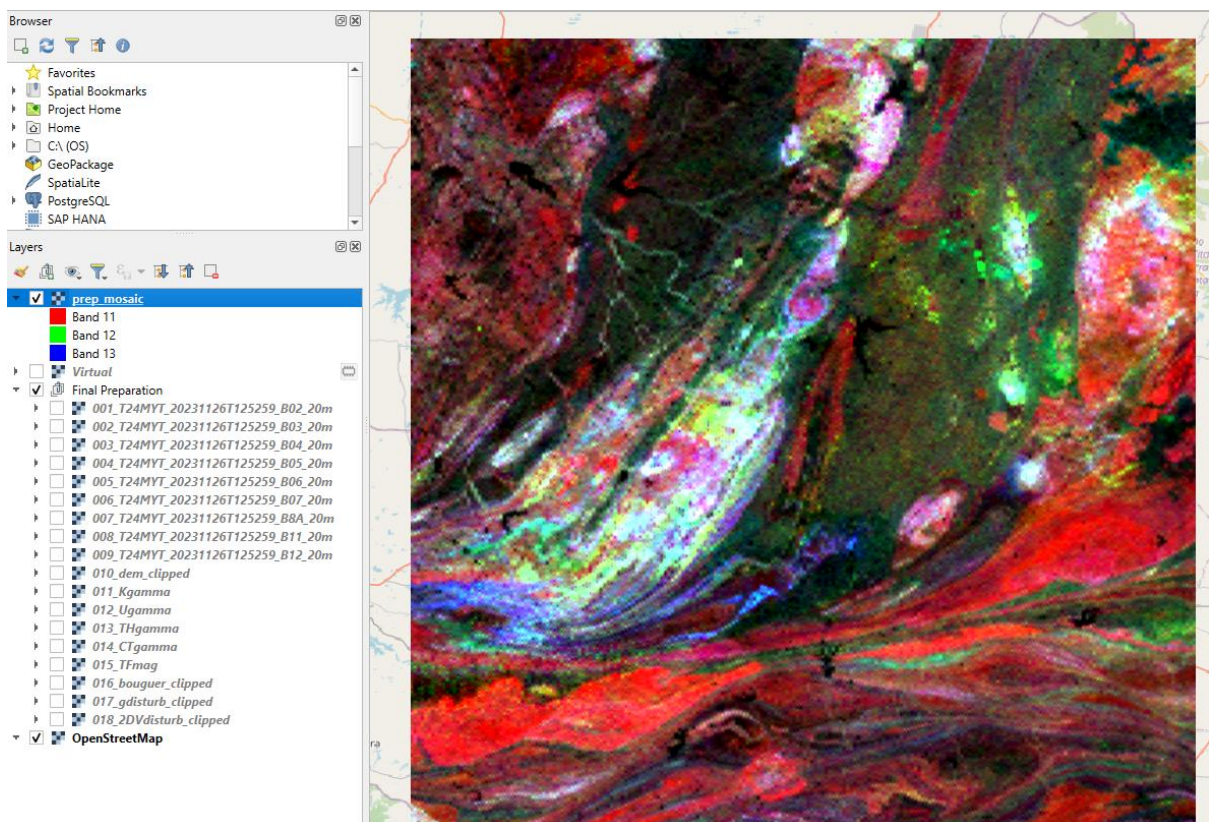 Browser
Favorites
Spatial Bookmarks
Project Home
Home
C:\ (OS)
GeoPackage
SpatiaLite
PostgreSQL
SAP HANA
Layers
prep_mosaic
Band 11
Band 12
Band 13
Virtual
Final Preparation
001_T24MYT_20231126T125259_B02_20m
002_T24MYT_20231126T125259_B03_20m
003_T24MYT_20231126T125259_B04_20m
004_T24MYT_20231126T125259_B05_20m
005_T24MYT_20231126T125259_B06_20m
006_T24MYT_20231126T125259_B07_20m
007_T24MYT_20231126T125259_B8A_20m
008_T24MYT_20231126T125259_B11_20m
009_T24MYT_20231126T125259_B12_20m
010_dem_clipped
011_Kgamma
012_Ugamma
013_THgamma
014_CTgamma
015_TFmag
016_bouguer_clipped
017_gdisturb_clipped
018_2DVdisturb_clipped
OpenStreetMap
ra